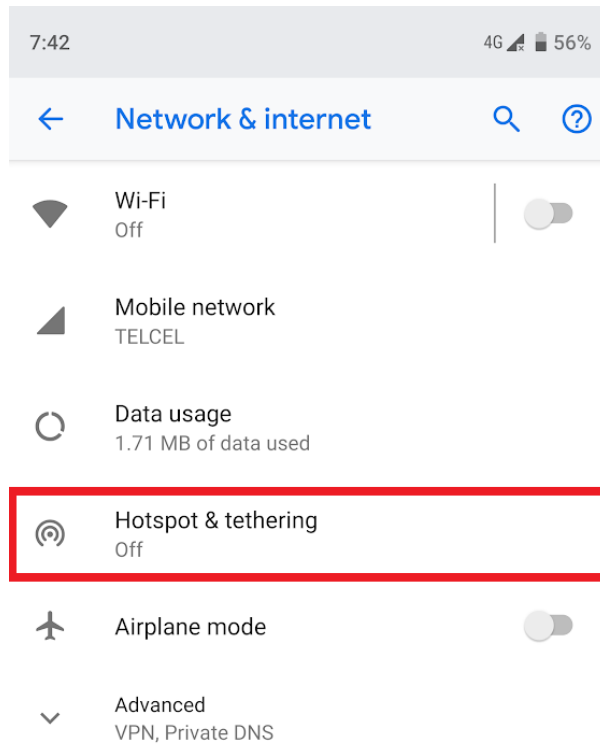 7:42 4G 56%
Network & internet
Wi-Fi
Off
Mobile network
TELCEL
Data usage
1.71 MB of data used
Hotspot & tethering
Off
Airplane mode
Advanced
VPN, Private DNS